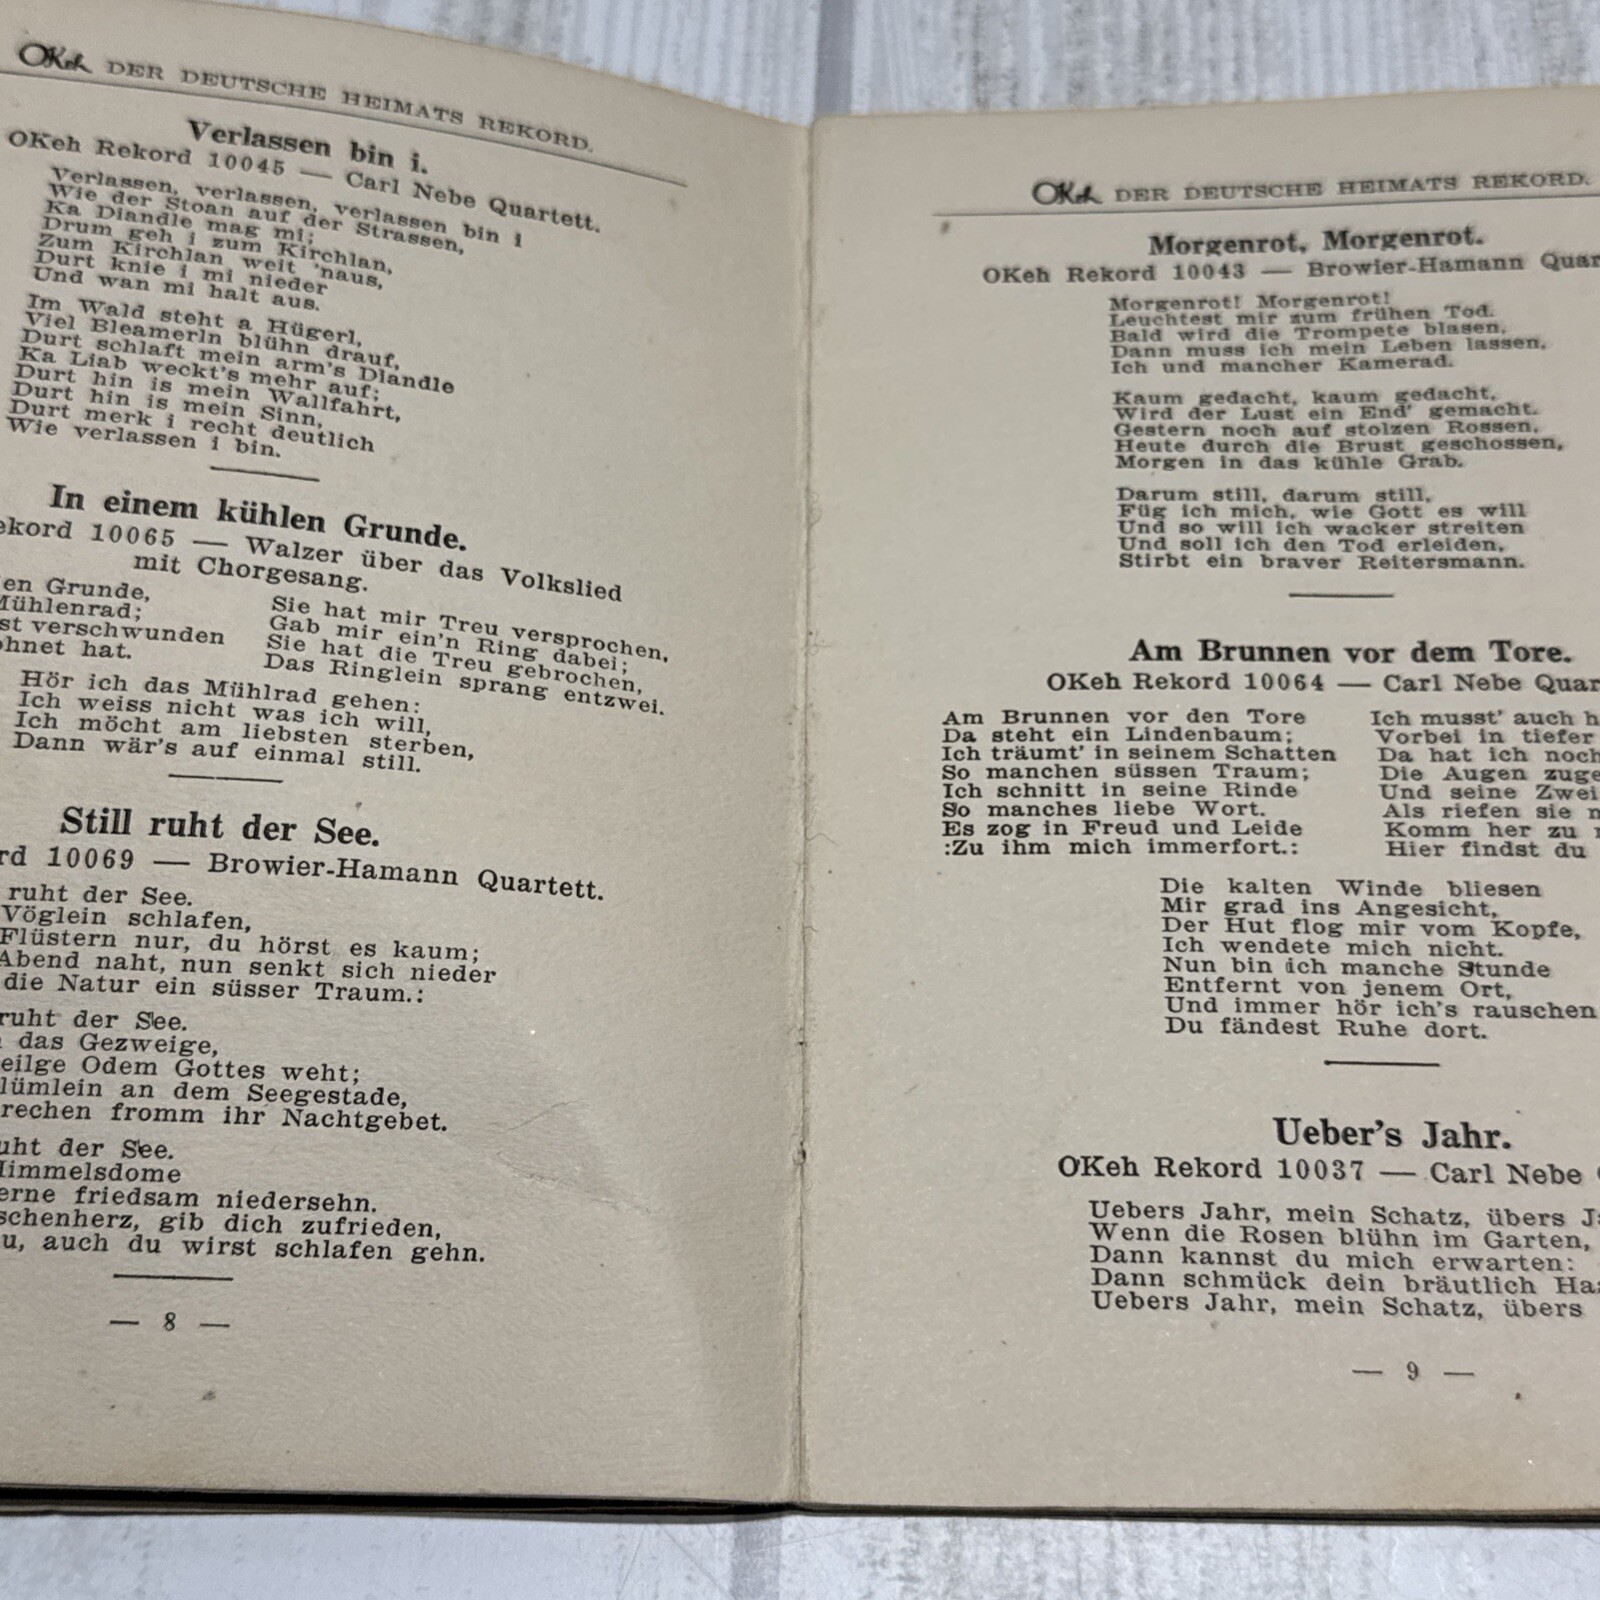 OKeh DER DEUTSCHE HEIMATS REKORD.
Verlassen bin i.
OKeh Rekord 10045 — Carl Nebe Quartett.
Verlassen, verlassen, verlassen bin i
Wie der Stoan auf der Strassen,
Ka Diandle mag mi;
Drum geh i zum Kirchlan,
Zum Kirchlan weit 'naus,
Durt knie i mi nieder
Und wan mi halt aus.
Im Wald steht a Hügerl,
Viel Bleamerln blühn drauf,
Durt schlaft mein arm's Diandle
Ka Liab weckt's mehr auf;
Durt hin is mein Wallfahrt,
Durt hin is mein Sinn,
Durt merk i recht deutlich
Wie verlassen i bin.
In einem kühlen Grunde.
10065 — Walzer über das Volkslied
mit Chorgesang.
Grunde,
verschwunden
hat.
Sie hat mir Treu versprochen,
Gab mir ein'n Ring dabei;
Sie hat die Treu gebrochen,
Das Ringlein sprang entzwei.
Hör ich das Mühlrad gehen:
Ich weiss nicht was ich will,
Ich möcht am liebsten sterben,
Dann wär's auf einmal still.
Still ruht der See.
10069 — Browier-Hamann Quartett.
ruht der See.
Vöglein schlafen,
Flüstern nur, du hörst es kaum;
Abend naht, nun senkt sich nieder
die Natur ein süsser Traum.:
ruht der See.
das Gezweige,
Odem Gottes weht;
an dem Seegestade,
fromm ihr Nachtgebet.
der See.
friedsam niedersehn.
gib dich zufrieden,
auch du wirst schlafen gehn.
— 8 —
OKeh DER DEUTSCHE HEIMATS REKORD.
Morgenrot, Morgenrot.
OKeh Rekord 10043 — Browier-Hamann
Morgenrot! Morgenrot!
Leuchtest mir zum frühen Tod.
Bald wird die Trompete blasen,
Dann muss ich mein Leben lassen,
Ich und mancher Kamerad.
Kaum gedacht, kaum gedacht,
Wird der Lust ein End' gemacht.
Gestern noch auf stolzen Rossen,
Heute durch die Brust geschossen,
Morgen in das kühle Grab.
Darum still, darum still,
Füg ich mich, wie Gott es will
Und so will ich wacker streiten
Und soll ich den Tod erleiden,
Stirbt ein braver Reitersmann.
Am Brunnen vor dem Tore.
OKeh Rekord 10064 — Carl Nebe
Am Brunnen vor den Tore
Da steht ein Lindenbaum;
Ich träumt' in seinem Schatten
So manchen süssen Traum;
Ich schnitt in seine Rinde
So manches liebe Wort.
Es zog in Freud und Leide
:Zu ihm mich immerfort.:
Ich musst' auch
Vorbei in tiefer
Da hat ich noch
Die Augen
Und seine
Als riefen sie
Komm her zu
Hier findst du
Die kalten Winde bliesen
Mir grad ins Angesicht,
Der Hut flog mir vom Kopfe,
Ich wendete mich nicht.
Nun bin ich manche Stunde
Entfernt von jenem Ort,
Und immer hör ich's rauschen
Du fändest Ruhe dort.
Ueber's Jahr.
OKeh Rekord 10037 — Carl Nebe
Uebers Jahr, mein Schatz, übers
Wenn die Rosen blühn im Garten,
Dann kannst du mich erwarten:
Dann schmück dein bräutlich
Uebers Jahr, mein Schatz, übers
— 9 —